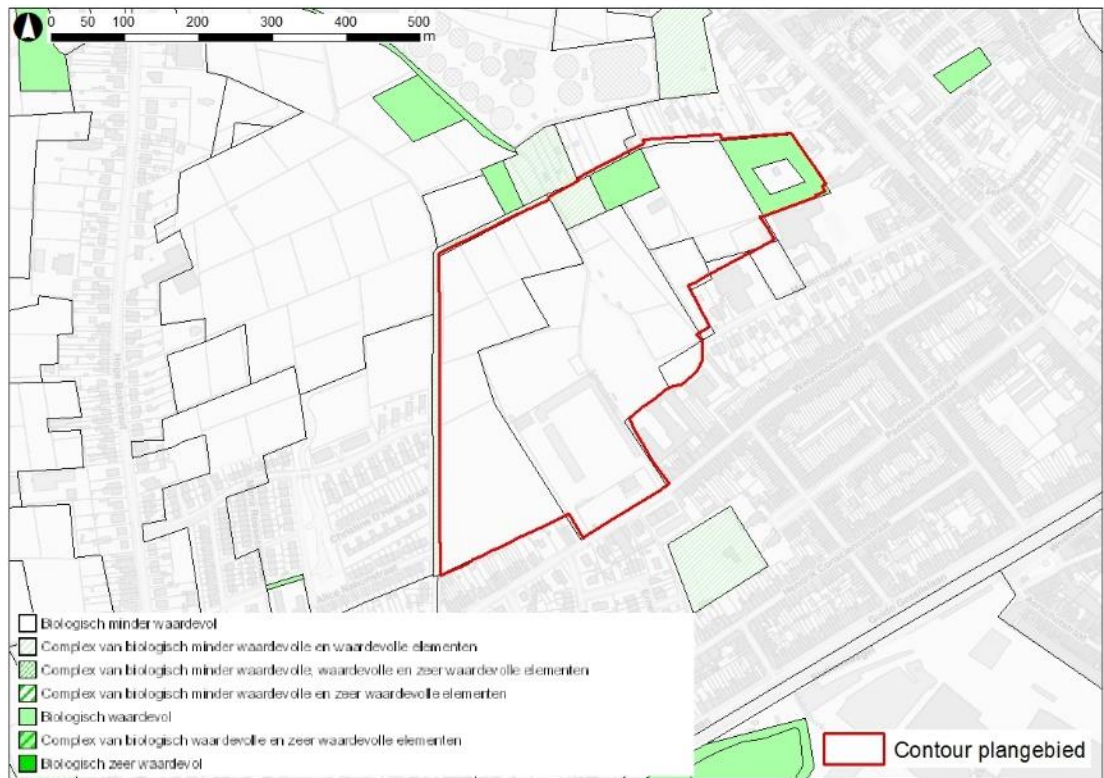 0 50 100 200 300 400 500
m
Biologisch minder waardevol
Complex van biologisch minder waardevolle en waardevolle elementen
Complex van biologisch minder waardevolle, waardevolle en zeer waardevolle elementen
Complex van biologisch minder waardevolle en zeer waardevolle elementen
Biologisch waardevol
Complex van biologisch waardevolle en zeer waardevolle elementen
Biologisch zeer waardevol
Contour plangebied